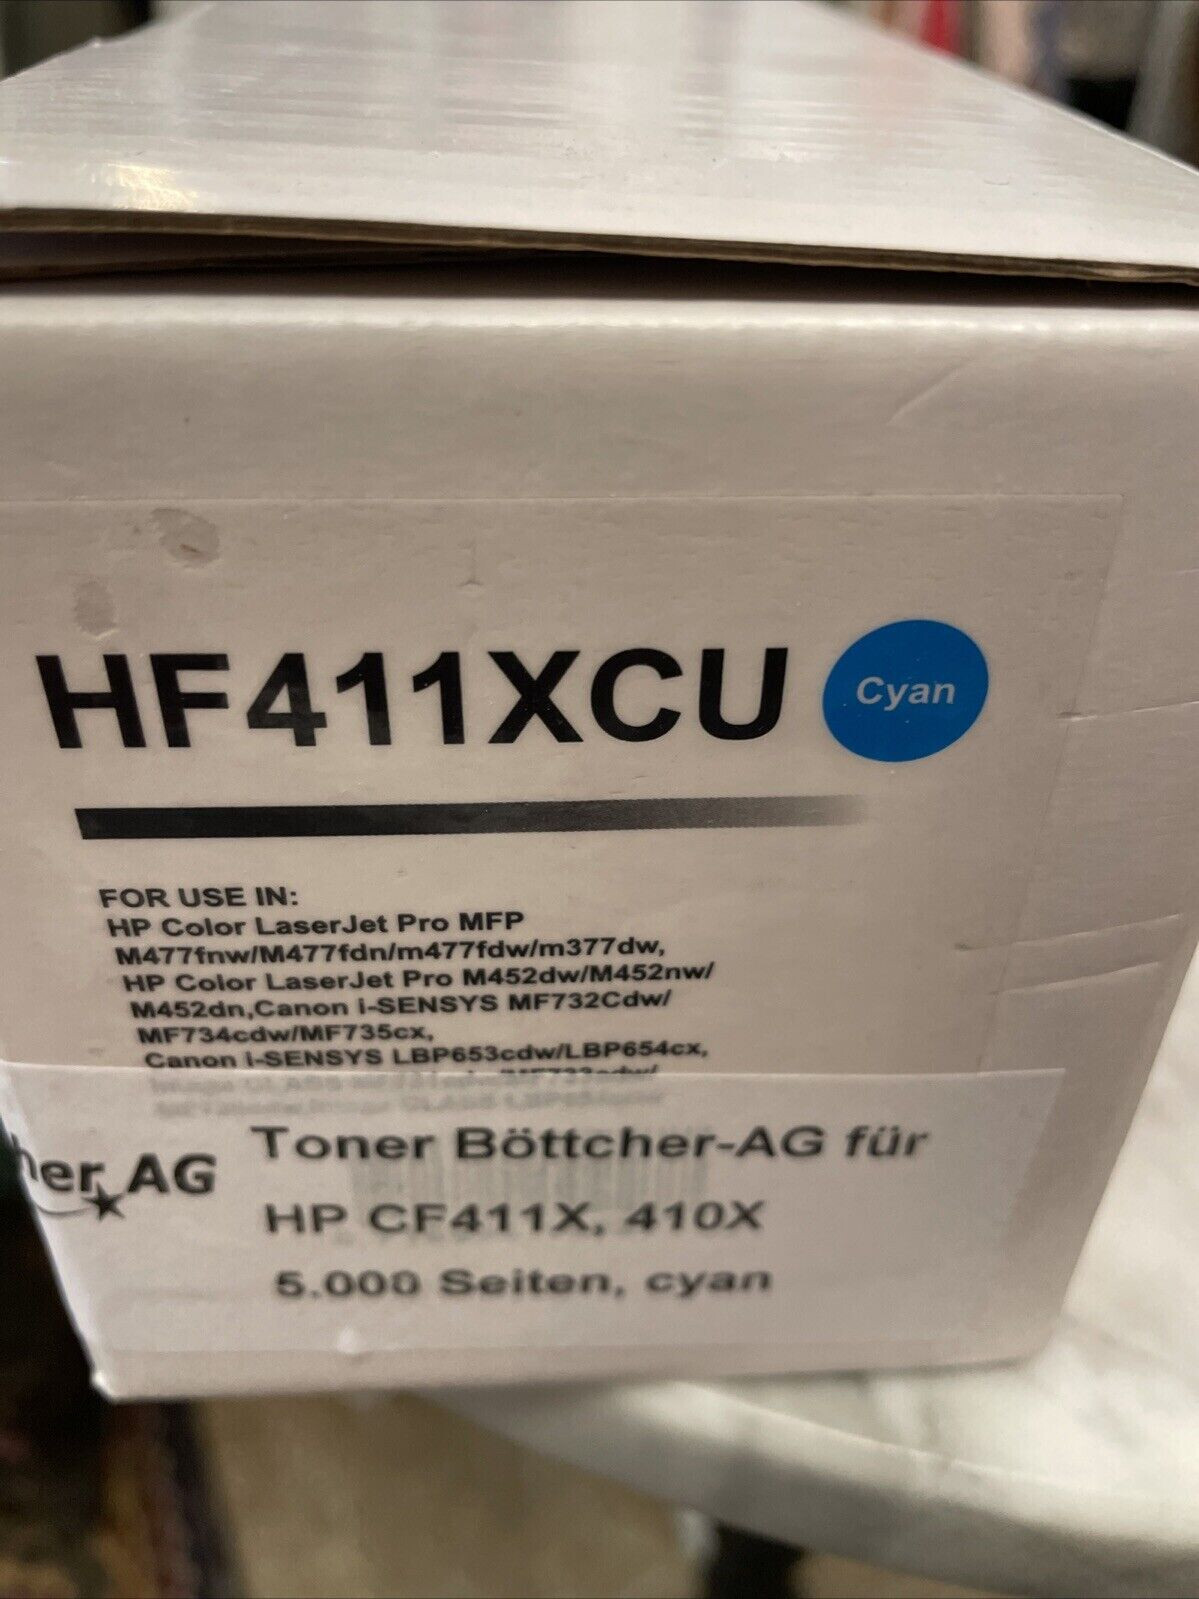 HF411XCU
Cyan
FOR USE IN:
HP Color LaserJet Pro MFP
M477fnw/M477fdn/m477fdw/m377dw,
HP Color LaserJet Pro M452dw/M452nw/
M452dn,Canon i-SENSYS MF732Cdw/
MF734cdw/MF735cx,
Canon i-SENSYS LBP653cdw/LBP654cx,
her AG
Toner Böttcher-AG für
HP CF411X, 410X
5.000 Seiten, cyan